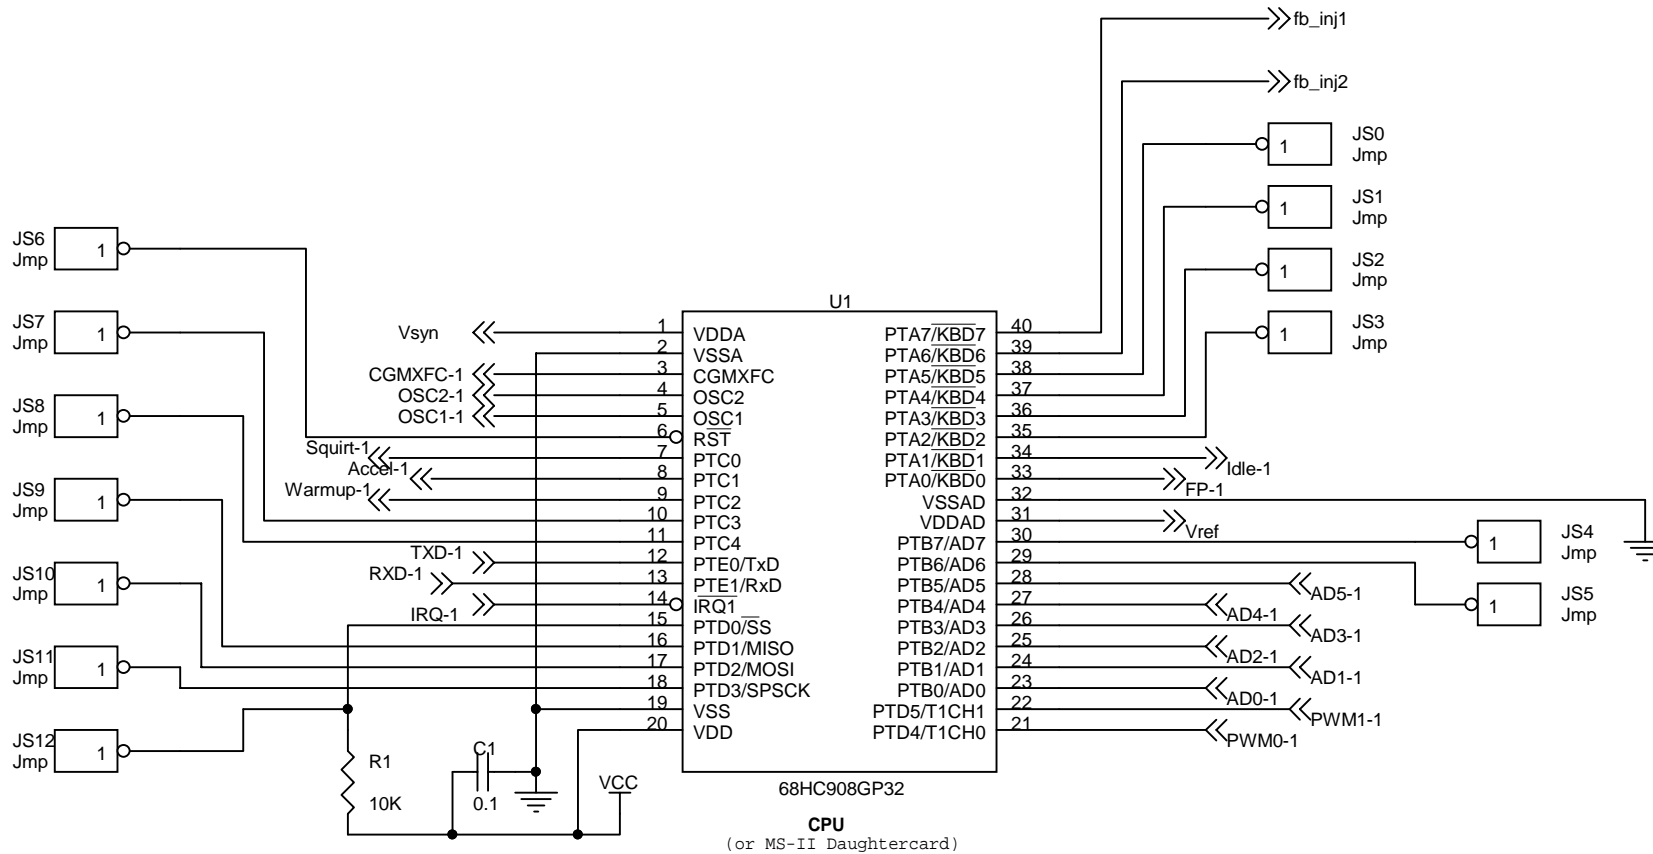 fb_inj1
fb_inj2
JS0
Jmp
1
JS1
Jmp
1
JS2
Jmp
1
JS3
Jmp
1
JS6
Jmp
1
JS7
Jmp
1
JS8
Jmp
1
JS9
Jmp
1
JS10
Jmp
1
JS11
Jmp
1
JS12
Jmp
1
Vsyn
CGMXFC-1
OSC2-1
OSC1-1
Squirt-1
Accel-1
Warmup-1
TXD-1
RXD-1
IRQ-1
U1
1 VDDA
2 VSSA
3 CGMXFC
4 OSC2
5 OSC1
6 RST
7 PTC0
8 PTC1
9 PTC2
10 PTC3
11 PTC4
12 PTE0/TxD
13 PTE1/RxD
14 IRQ1
15 PTD0/SS
16 PTD1/MISO
17 PTD2/MOSI
18 PTD3/SPSCK
19 VSS
20 VDD
PTA7/KBD7 40
PTA6/KBD6 39
PTA5/KBD5 38
PTA4/KBD4 37
PTA3/KBD3 36
PTA2/KBD2 35
PTA1/KBD1 34
PTA0/KBD0 33
VSSAD 32
VDDAD 31
PTB7/AD7 30
PTB6/AD6 29
PTB5/AD5 28
PTB4/AD4 27
PTB3/AD3 26
PTB2/AD2 25
PTB1/AD1 24
PTB0/AD0 23
PTD5/T1CH1 22
PTD4/T1CH0 21
Idle-1
FP-1
Vref
JS4
Jmp
1
JS5
Jmp
1
AD5-1
AD4-1
AD3-1
AD2-1
AD1-1
AD0-1
PWM1-1
PWM0-1
R1
10K
C1
0.1
VCC
68HC908GP32
CPU
(or MS-II Daughtercard)